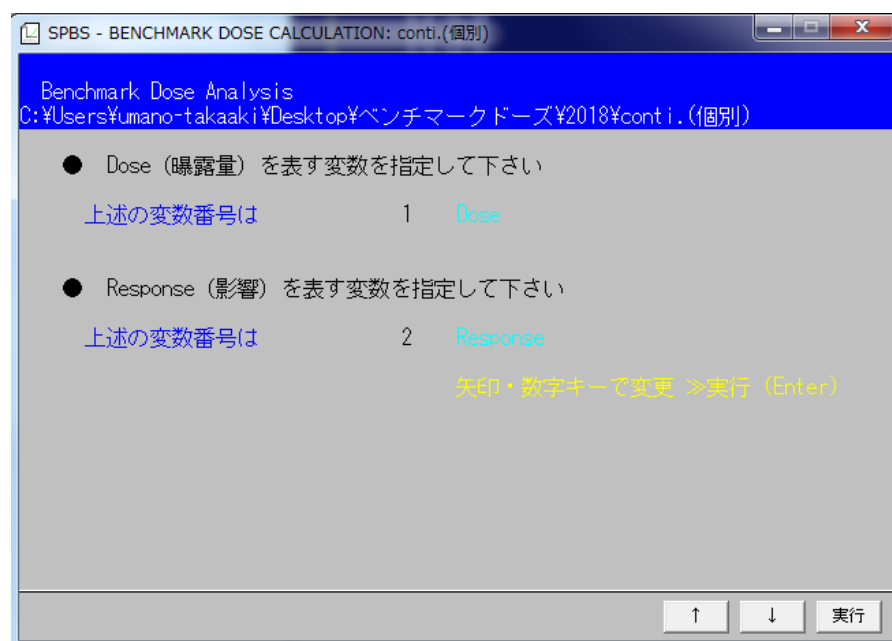 SPBS - BENCHMARK DOSE CALCULATION: conti.(個別)
Benchmark Dose Analysis
C:¥Users¥umano-takaaki¥Desktop¥ベンチマークドーズ¥2018¥conti.(個別)
● Dose (曝露量) を表す変数を指定して下さい
上述の変数番号は 1 Dose
● Response (影響) を表す変数を指定して下さい
上述の変数番号は 2 Response
矢印・数字キーで変更 ≫実行 (Enter)
↑ ↓ 実行